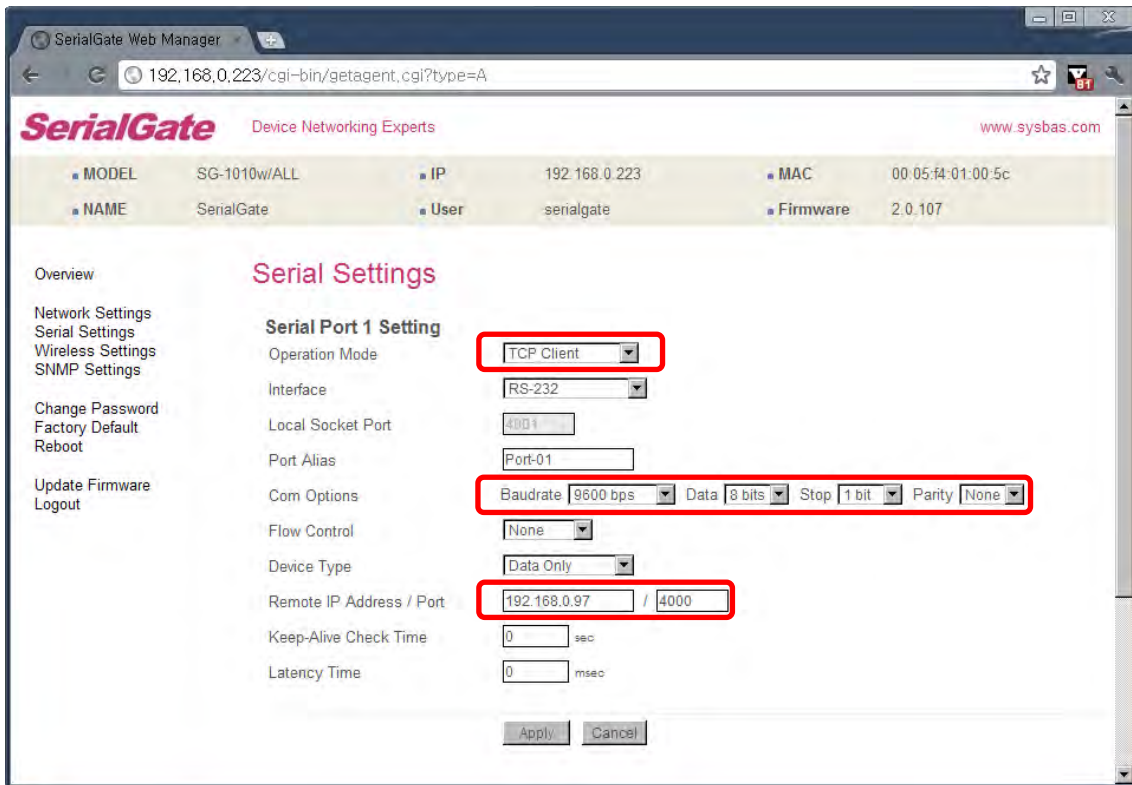 SerialGate Web Manager
192,168,0,223/cgi-bin/getagent,cgi?type=A
81
SerialGate Device Networking Experts www.sysbas.com
MODEL SG-1010w/ALL IP 192.168.0.223 MAC 00:05:f4:01:00:5c
NAME SerialGate User serialgate Firmware 2.0.107
Overview
Network Settings
Serial Settings
Wireless Settings
SNMP Settings
Change Password
Factory Default
Reboot
Update Firmware
Logout
Serial Settings
Serial Port 1 Setting
Operation Mode TCP Client
Interface RS-232
Local Socket Port 4001
Port Alias Port-01
Com Options Baudrate 9600 bps Data 8 bits Stop 1 bit Parity None
Flow Control None
Device Type Data Only
Remote IP Address / Port 192.168.0.97 / 4000
Keep-Alive Check Time 0 sec
Latency Time 0 msec
Apply Cancel